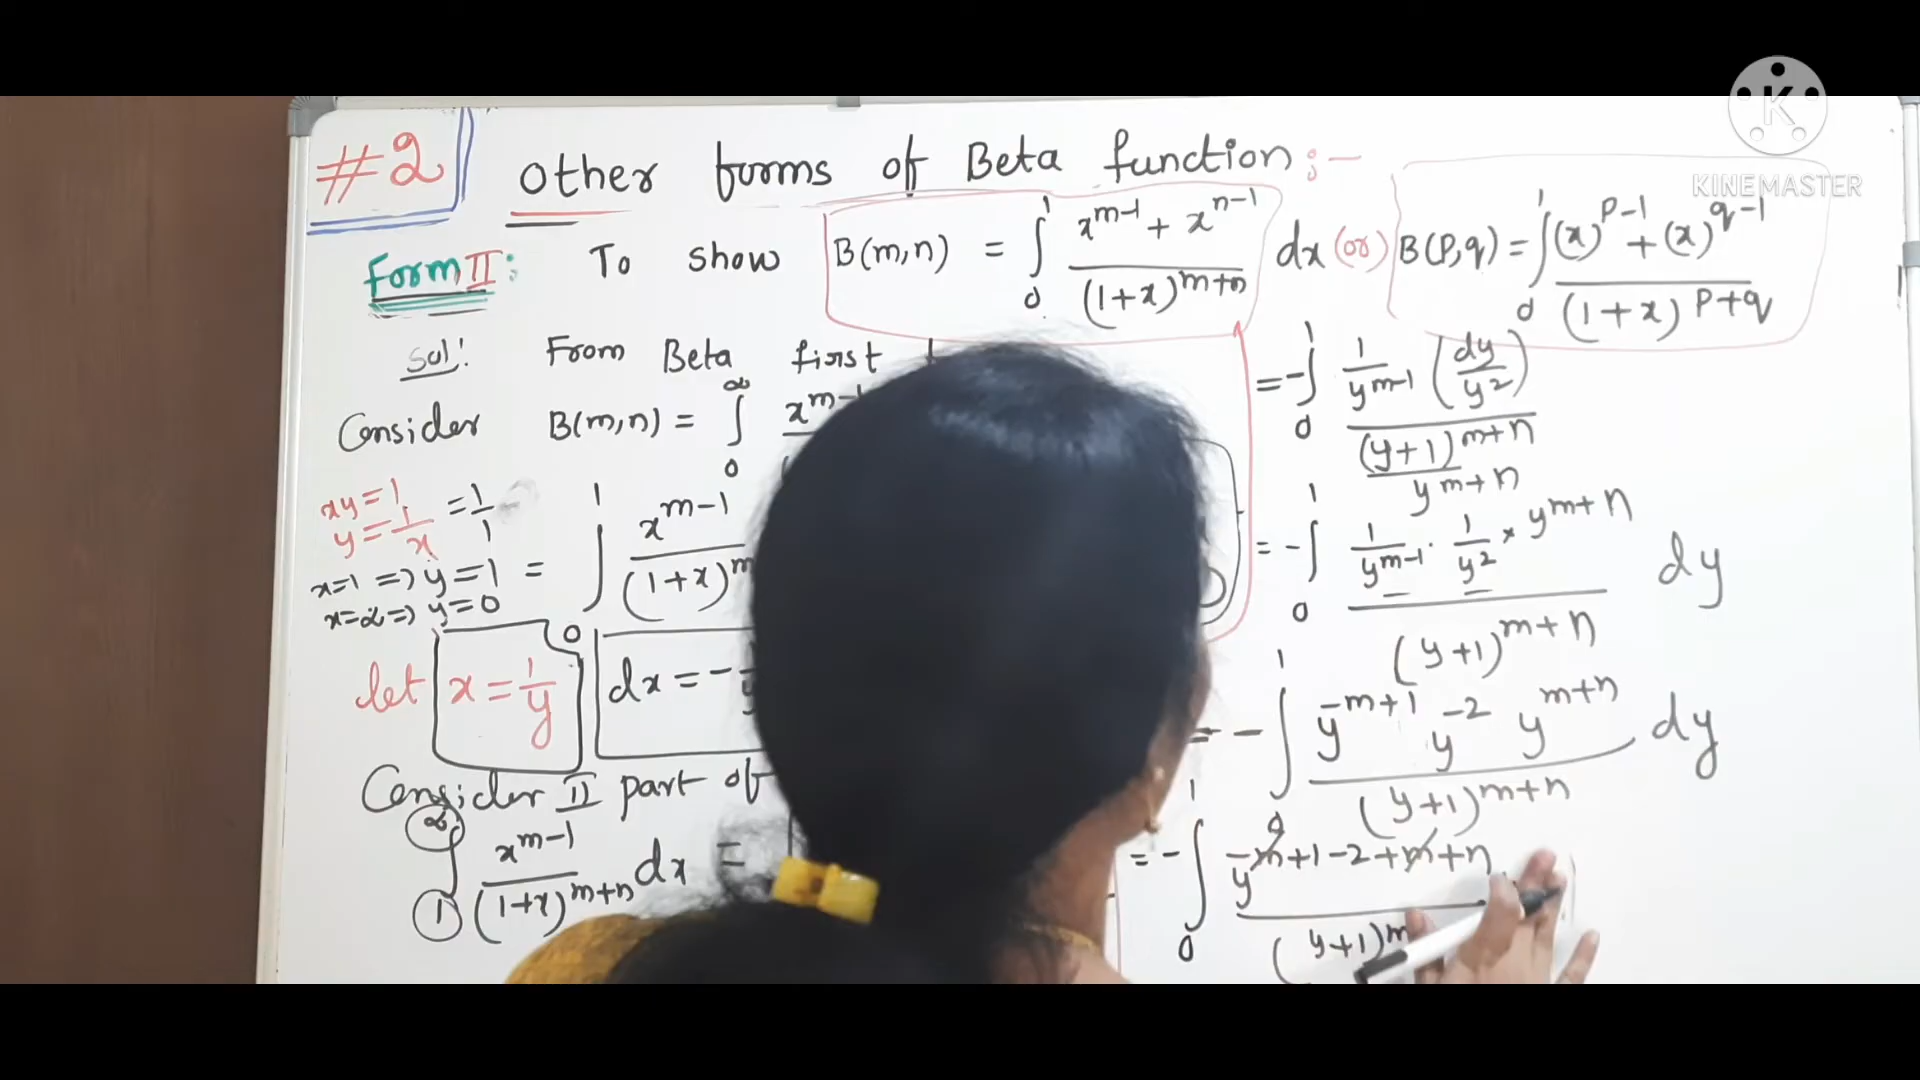 #2 Other forms of Beta function:-
Form II: To show B(m,n) = ∫₀¹ (x^(m-1) + x^(n-1)) / (1+x)^(m+n) dx (or) B(p,q) = ∫₀¹ ((x)^(p-1) + (x)^(q-1)) / (1+x)^(p+q)
Sol: From Beta first
Consider B(m,n) = ∫₀^∞ x^(m-1)
xy=1
y=1/x =1/1
x=1 => y=1
x=∞ => y=0
= ∫₀¹ x^(m-1) / (1+x)^m
let x=1/y dx = -
Consider II part of
∫₁^∞ x^(m-1) / (1+x)^(m+n) dx =
= -∫₀¹ 1/y^(m-1) (dy/y²) / ((y+1)^(m+n) / y^(m+n))
= -∫₀¹ 1/y^(m-1) · 1/y² × y^(m+n) / (y+1)^(m+n) dy
= -∫₀¹ y^(-m+1) y^(-2) y^(m+n) / (y+1)^(m+n) dy
= -∫₀¹ y^(-m+1-2+m+n) / (y+1)^m
KINEMASTER